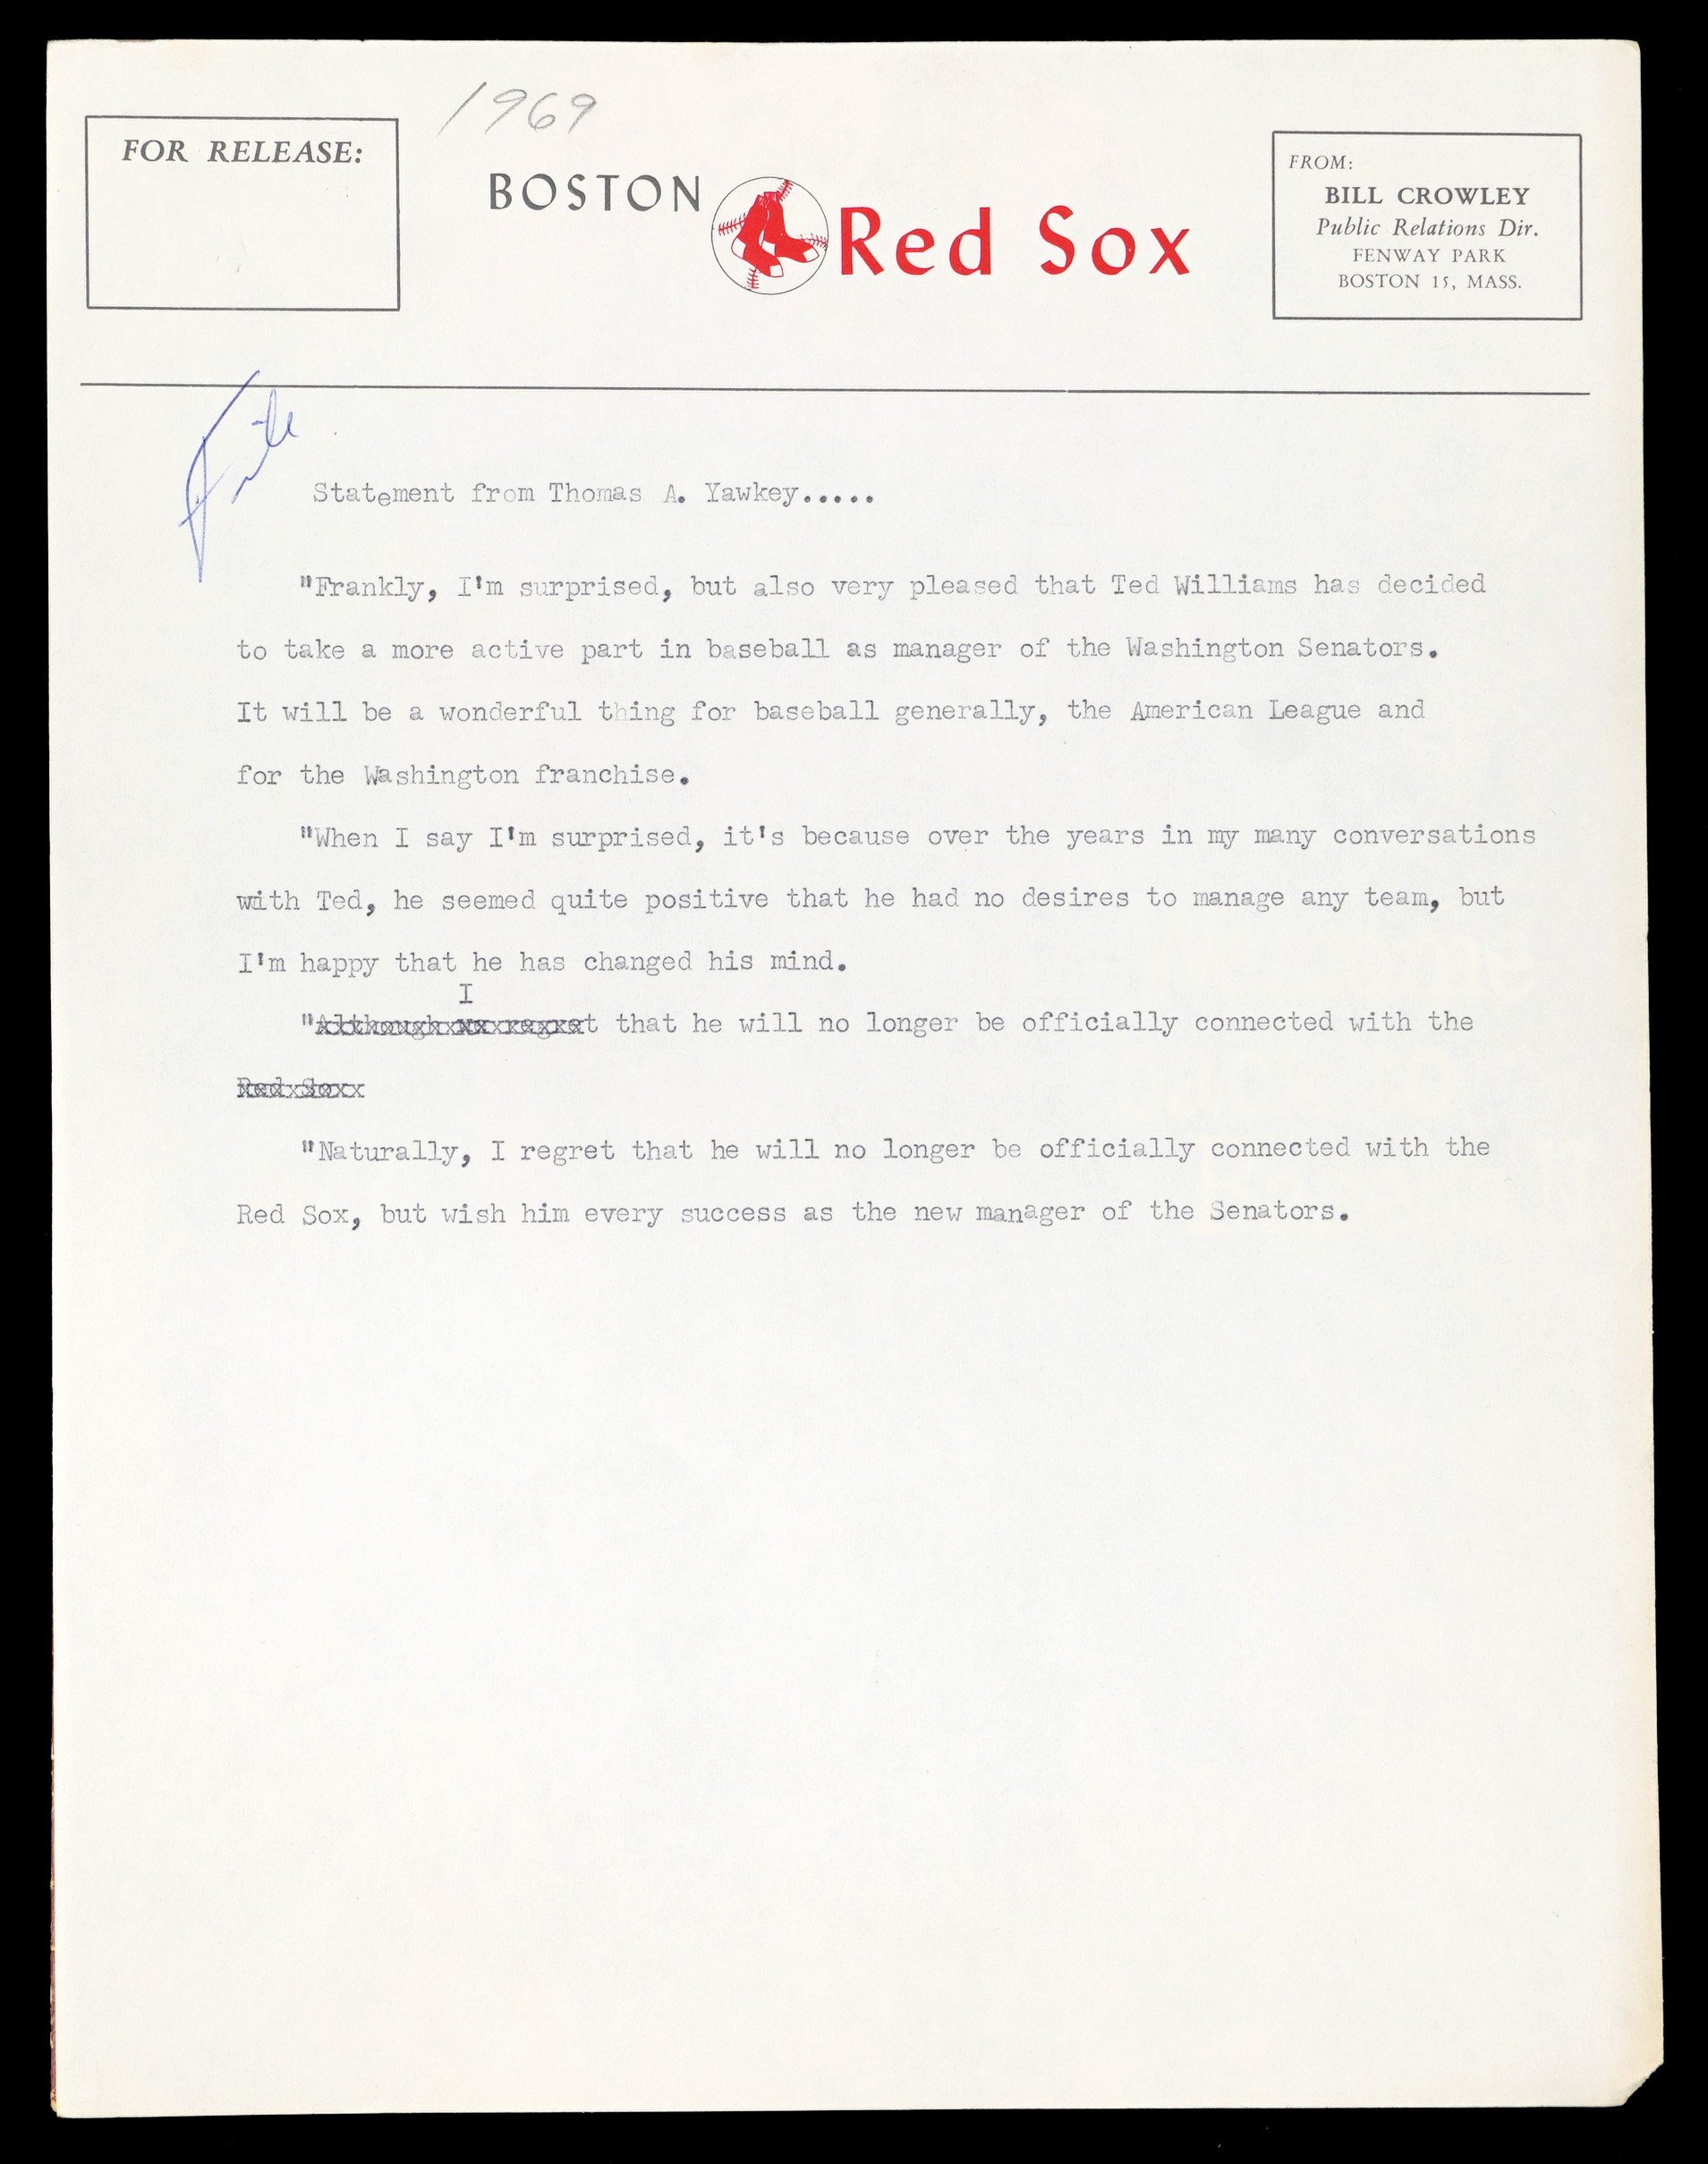 1969
FOR RELEASE:
BOSTON Red Sox
FROM:
BILL CROWLEY
Public Relations Dir.
FENWAY PARK
BOSTON 15, MASS.
File
Statement from Thomas A. Yawkey.....
"Frankly, I'm surprised, but also very pleased that Ted Williams has decided
to take a more active part in baseball as manager of the Washington Senators.
It will be a wonderful thing for baseball generally, the American League and
for the Washington franchise.
"When I say I'm surprised, it's because over the years in my many conversations
with Ted, he seemed quite positive that he had no desires to manage any team, but
I'm happy that he has changed his mind.
I
"Although regret that he will no longer be officially connected with the
Red Sox
"Naturally, I regret that he will no longer be officially connected with the
Red Sox, but wish him every success as the new manager of the Senators.